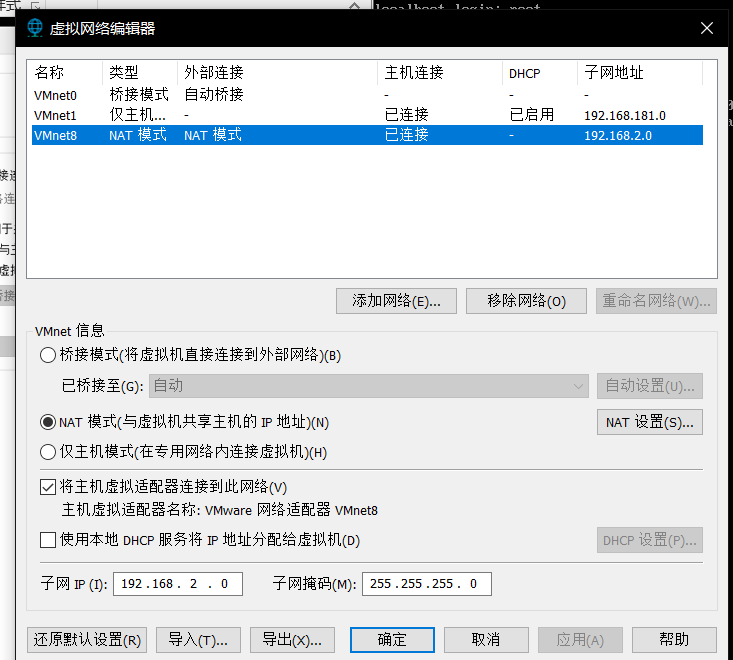 样式
localhost login: root
虚拟网络编辑器
名称 类型 外部连接 主机连接 DHCP 子网地址
VMnet0 桥接模式 自动桥接 - - -
VMnet1 仅主机... - 已连接 已启用 192.168.181.0
VMnet8 NAT 模式 NAT 模式 已连接 - 192.168.2.0
添加网络(E)... 移除网络(O) 重命名网络(W)...
VMnet 信息
桥接模式(将虚拟机直接连接到外部网络)(B)
已桥接至(G): 自动 自动设置(U)...
NAT 模式(与虚拟机共享主机的 IP 地址)(N) NAT 设置(S)...
仅主机模式(在专用网络内连接虚拟机)(H)
将主机虚拟适配器连接到此网络(V)
主机虚拟适配器名称: VMware 网络适配器 VMnet8
使用本地 DHCP 服务将 IP 地址分配给虚拟机(D) DHCP 设置(P)...
子网 IP (I): 192.168. 2 . 0 子网掩码(M): 255.255.255. 0
还原默认设置(R) 导入(T)... 导出(X)... 确定 取消 应用(A) 帮助